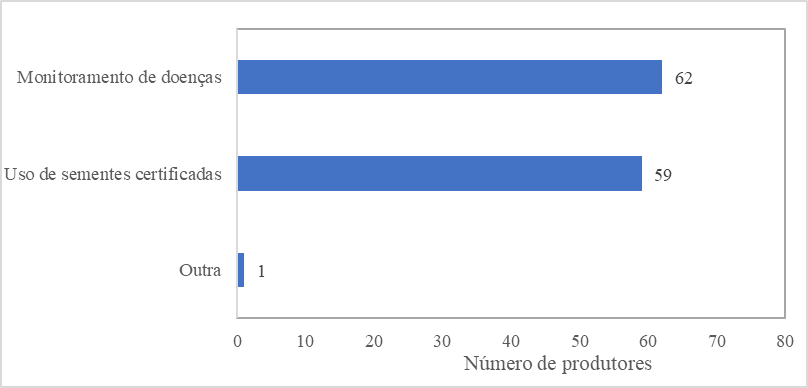 Monitoramento de doenças
62
Uso de sementes certificadas
59
Outra
1
0 10 20 30 40 50 60 70 80
Número de produtores